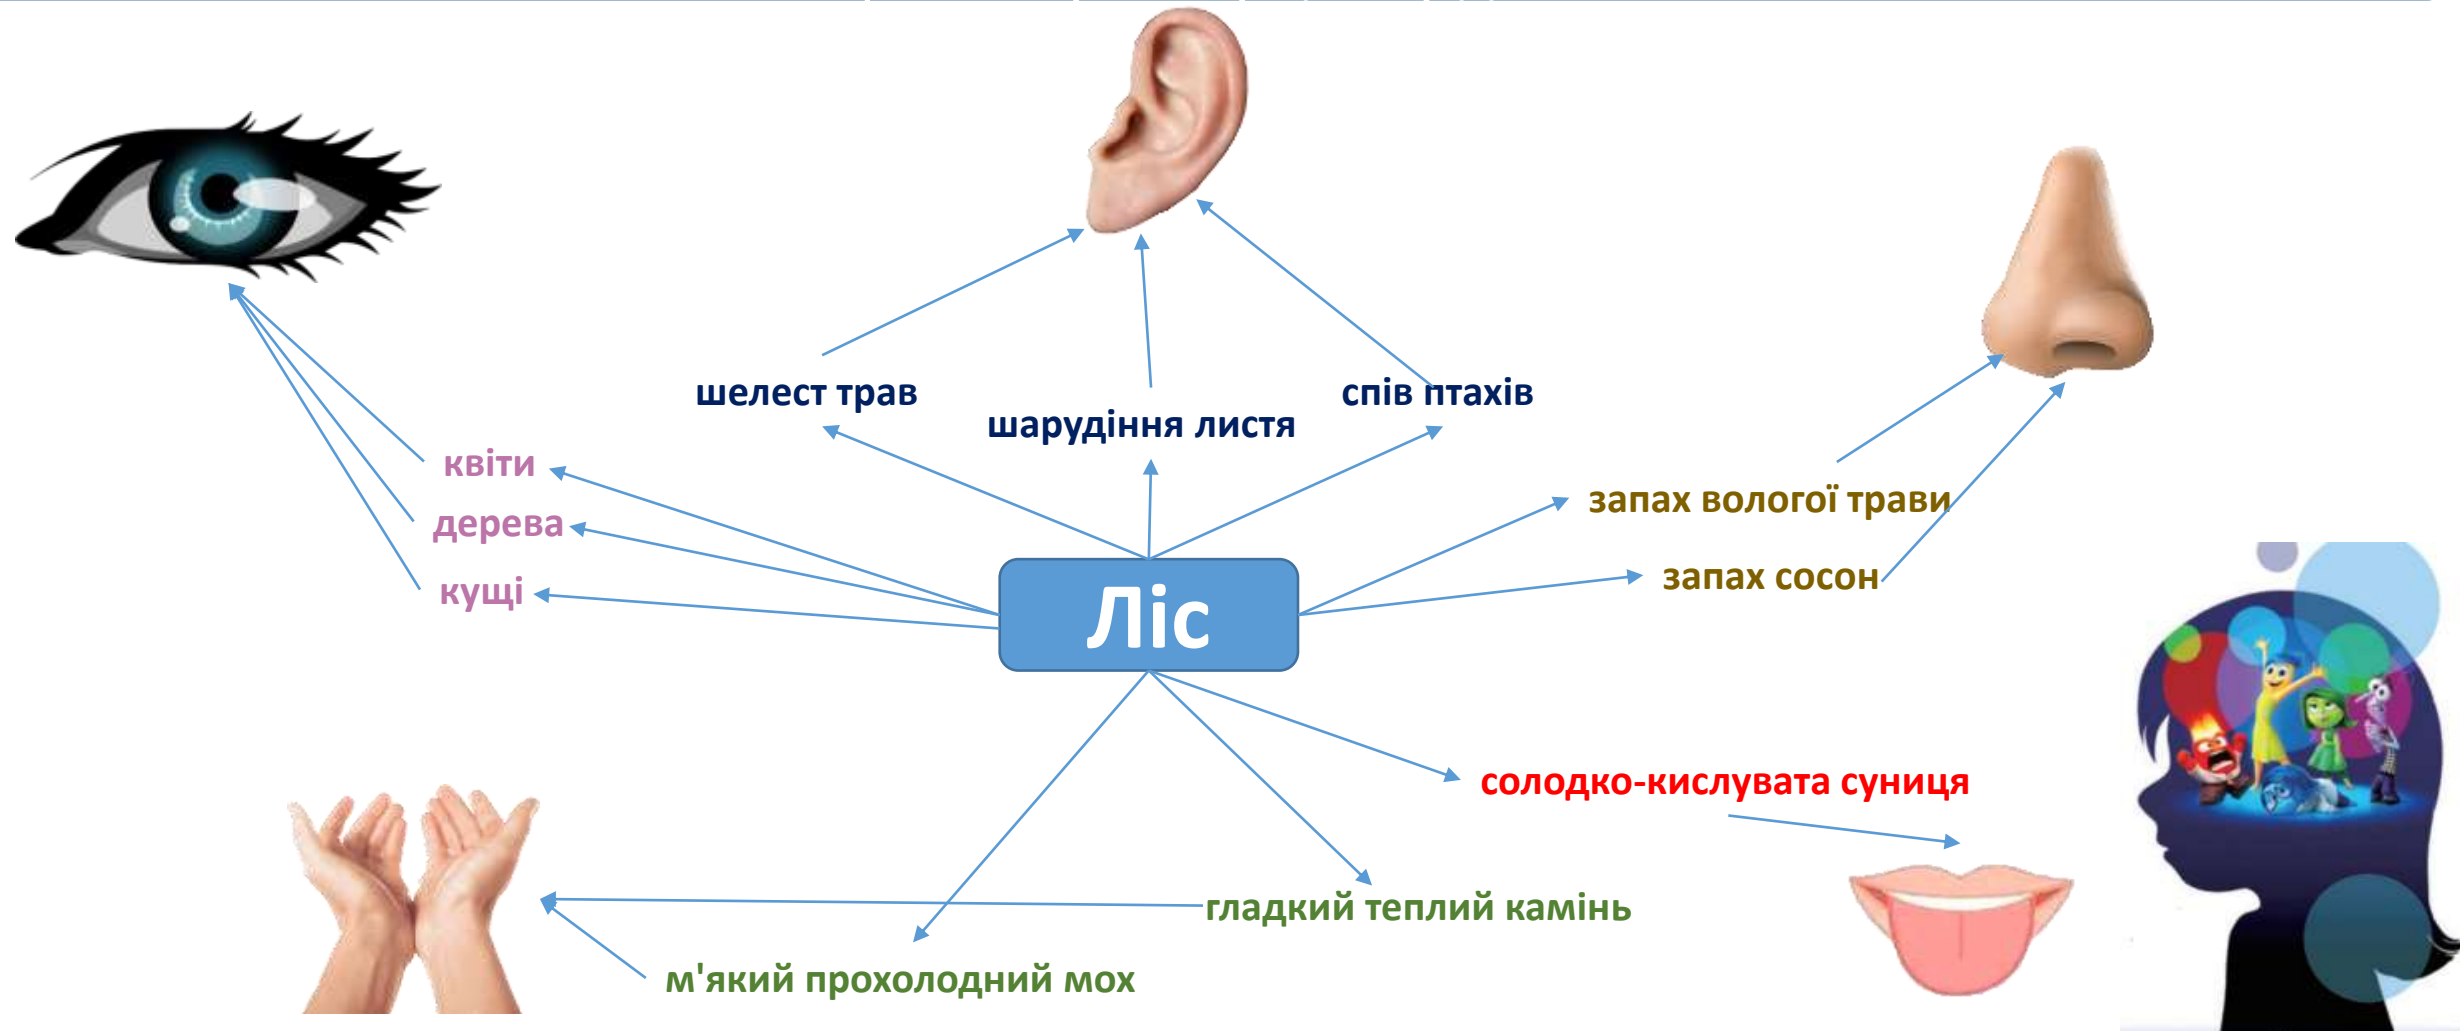 шелест трав
шарудіння листя
спів птахів
квіти
дерева
кущі
запах вологої трави
запах сосон
Ліс
солодко-кислувата суниця
гладкий теплий камінь
м'який прохолодний мох